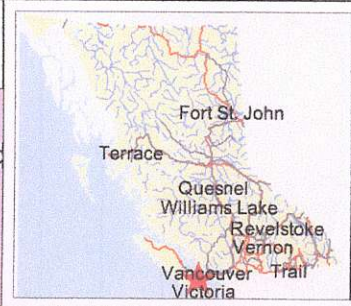 Fort St. John
Terrace
Quesnel
Williams Lake
Revelstoke
Vernon
Vancouver Trail
Victoria